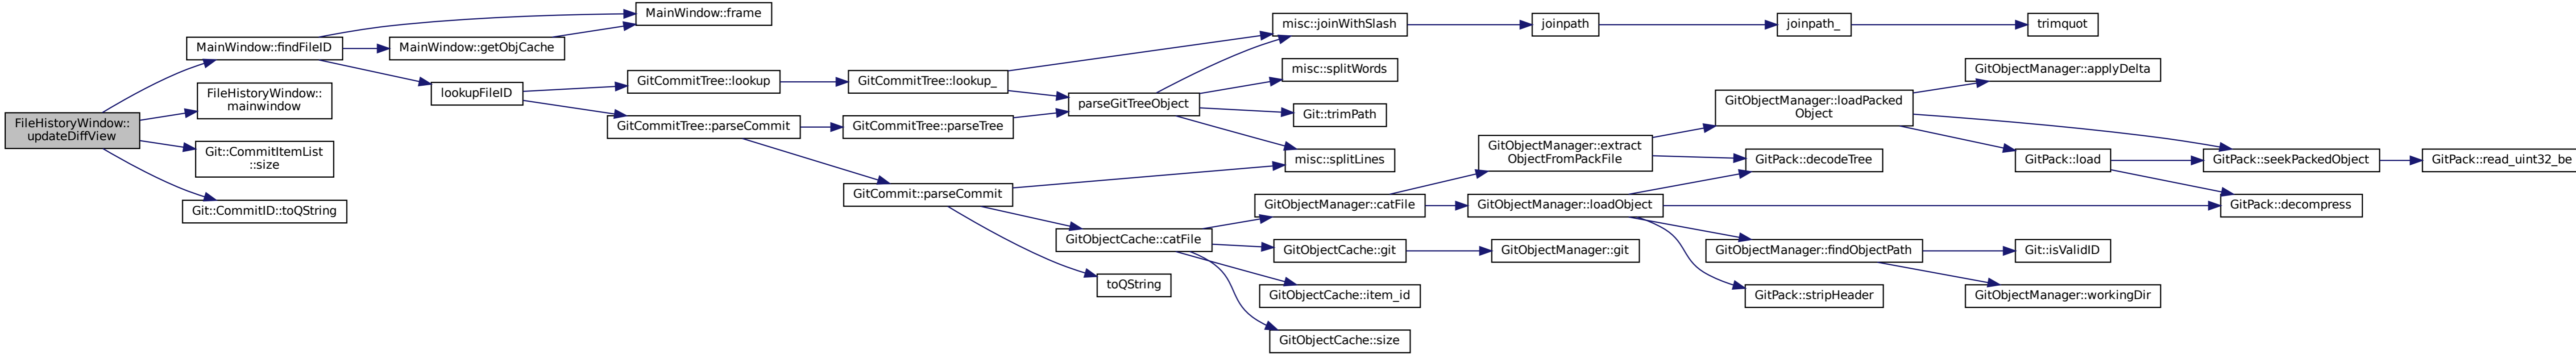 FileHistoryWindow::
updateDiffView
MainWindow::findFileID
FileHistoryWindow::
mainwindow
Git::CommitItemList
::size
Git::CommitID::toQString
MainWindow::frame
MainWindow::getObjCache
lookupFileID
GitCommitTree::lookup
GitCommitTree::parseCommit
GitCommitTree::lookup_
GitCommitTree::parseTree
GitCommit::parseCommit
parseGitTreeObject
GitObjectCache::catFile
toQString
misc::joinWithSlash
misc::splitWords
Git::trimPath
misc::splitLines
GitObjectManager::catFile
GitObjectCache::git
GitObjectCache::item_id
GitObjectCache::size
joinpath
GitObjectManager::extract
ObjectFromPackFile
GitObjectManager::loadObject
GitObjectManager::git
joinpath_
GitObjectManager::loadPacked
Object
GitPack::decodeTree
GitObjectManager::findObjectPath
GitPack::stripHeader
trimquot
GitObjectManager::applyDelta
GitPack::load
Git::isValidID
GitObjectManager::workingDir
GitPack::seekPackedObject
GitPack::decompress
GitPack::read_uint32_be